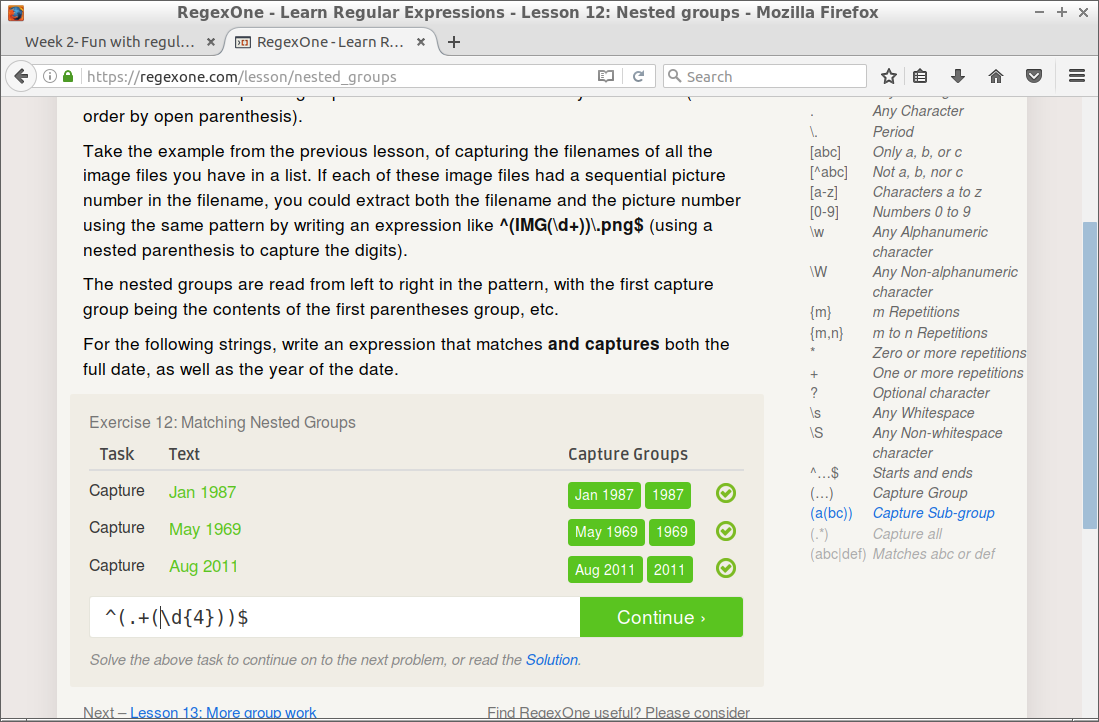 RegexOne - Learn Regular Expressions - Lesson 12: Nested groups - Mozilla Firefox
Week 2- Fun with regul...
RegexOne - Learn R...
https://regexone.com/lesson/nested_groups
Search
order by open parenthesis).
Take the example from the previous lesson, of capturing the filenames of all the
image files you have in a list. If each of these image files had a sequential picture
number in the filename, you could extract both the filename and the picture number
using the same pattern by writing an expression like ^(IMG(\d+))\.png$ (using a
nested parenthesis to capture the digits).
The nested groups are read from left to right in the pattern, with the first capture
group being the contents of the first parentheses group, etc.
For the following strings, write an expression that matches and captures both the
full date, as well as the year of the date.
Exercise 12: Matching Nested Groups
Task Text Capture Groups
Capture Jan 1987 Jan 1987 1987
Capture May 1969 May 1969 1969
Capture Aug 2011 Aug 2011 2011
^(.+(\d{4}))$ Continue ›
Solve the above task to continue on to the next problem, or read the Solution.
Next – Lesson 13: More group work
Find RegexOne useful? Please consider
. Any Character
\. Period
[abc] Only a, b, or c
[^abc] Not a, b, nor c
[a-z] Characters a to z
[0-9] Numbers 0 to 9
\w Any Alphanumeric
character
\W Any Non-alphanumeric
character
{m} m Repetitions
{m,n} m to n Repetitions
* Zero or more repetitions
+ One or more repetitions
? Optional character
\s Any Whitespace
\S Any Non-whitespace
character
^…$ Starts and ends
(…) Capture Group
(a(bc)) Capture Sub-group
(.*) Capture all
(abc|def) Matches abc or def